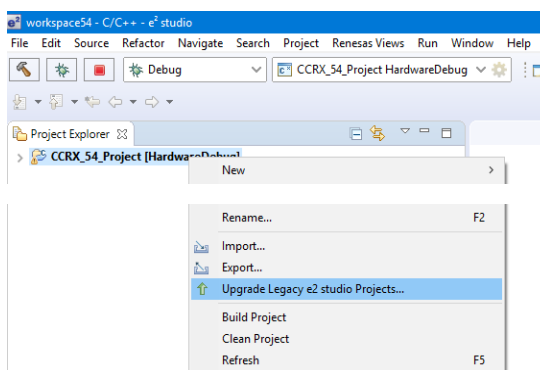 e² workspace54 - C/C++ - e² studio
File Edit Source Refactor Navigate Search Project Renesas Views Run Window Help
Debug CCRX_54_Project HardwareDebug
Project Explorer
CCRX_54_Project [HardwareDebug]
New
Rename... F2
Import...
Export...
Upgrade Legacy e2 studio Projects...
Build Project
Clean Project
Refresh F5